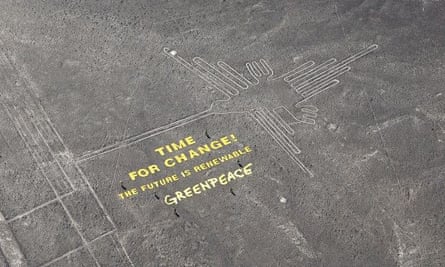 TIME
FOR CHANGE!
THE FUTURE IS RENEWABLE
GREENPEACE